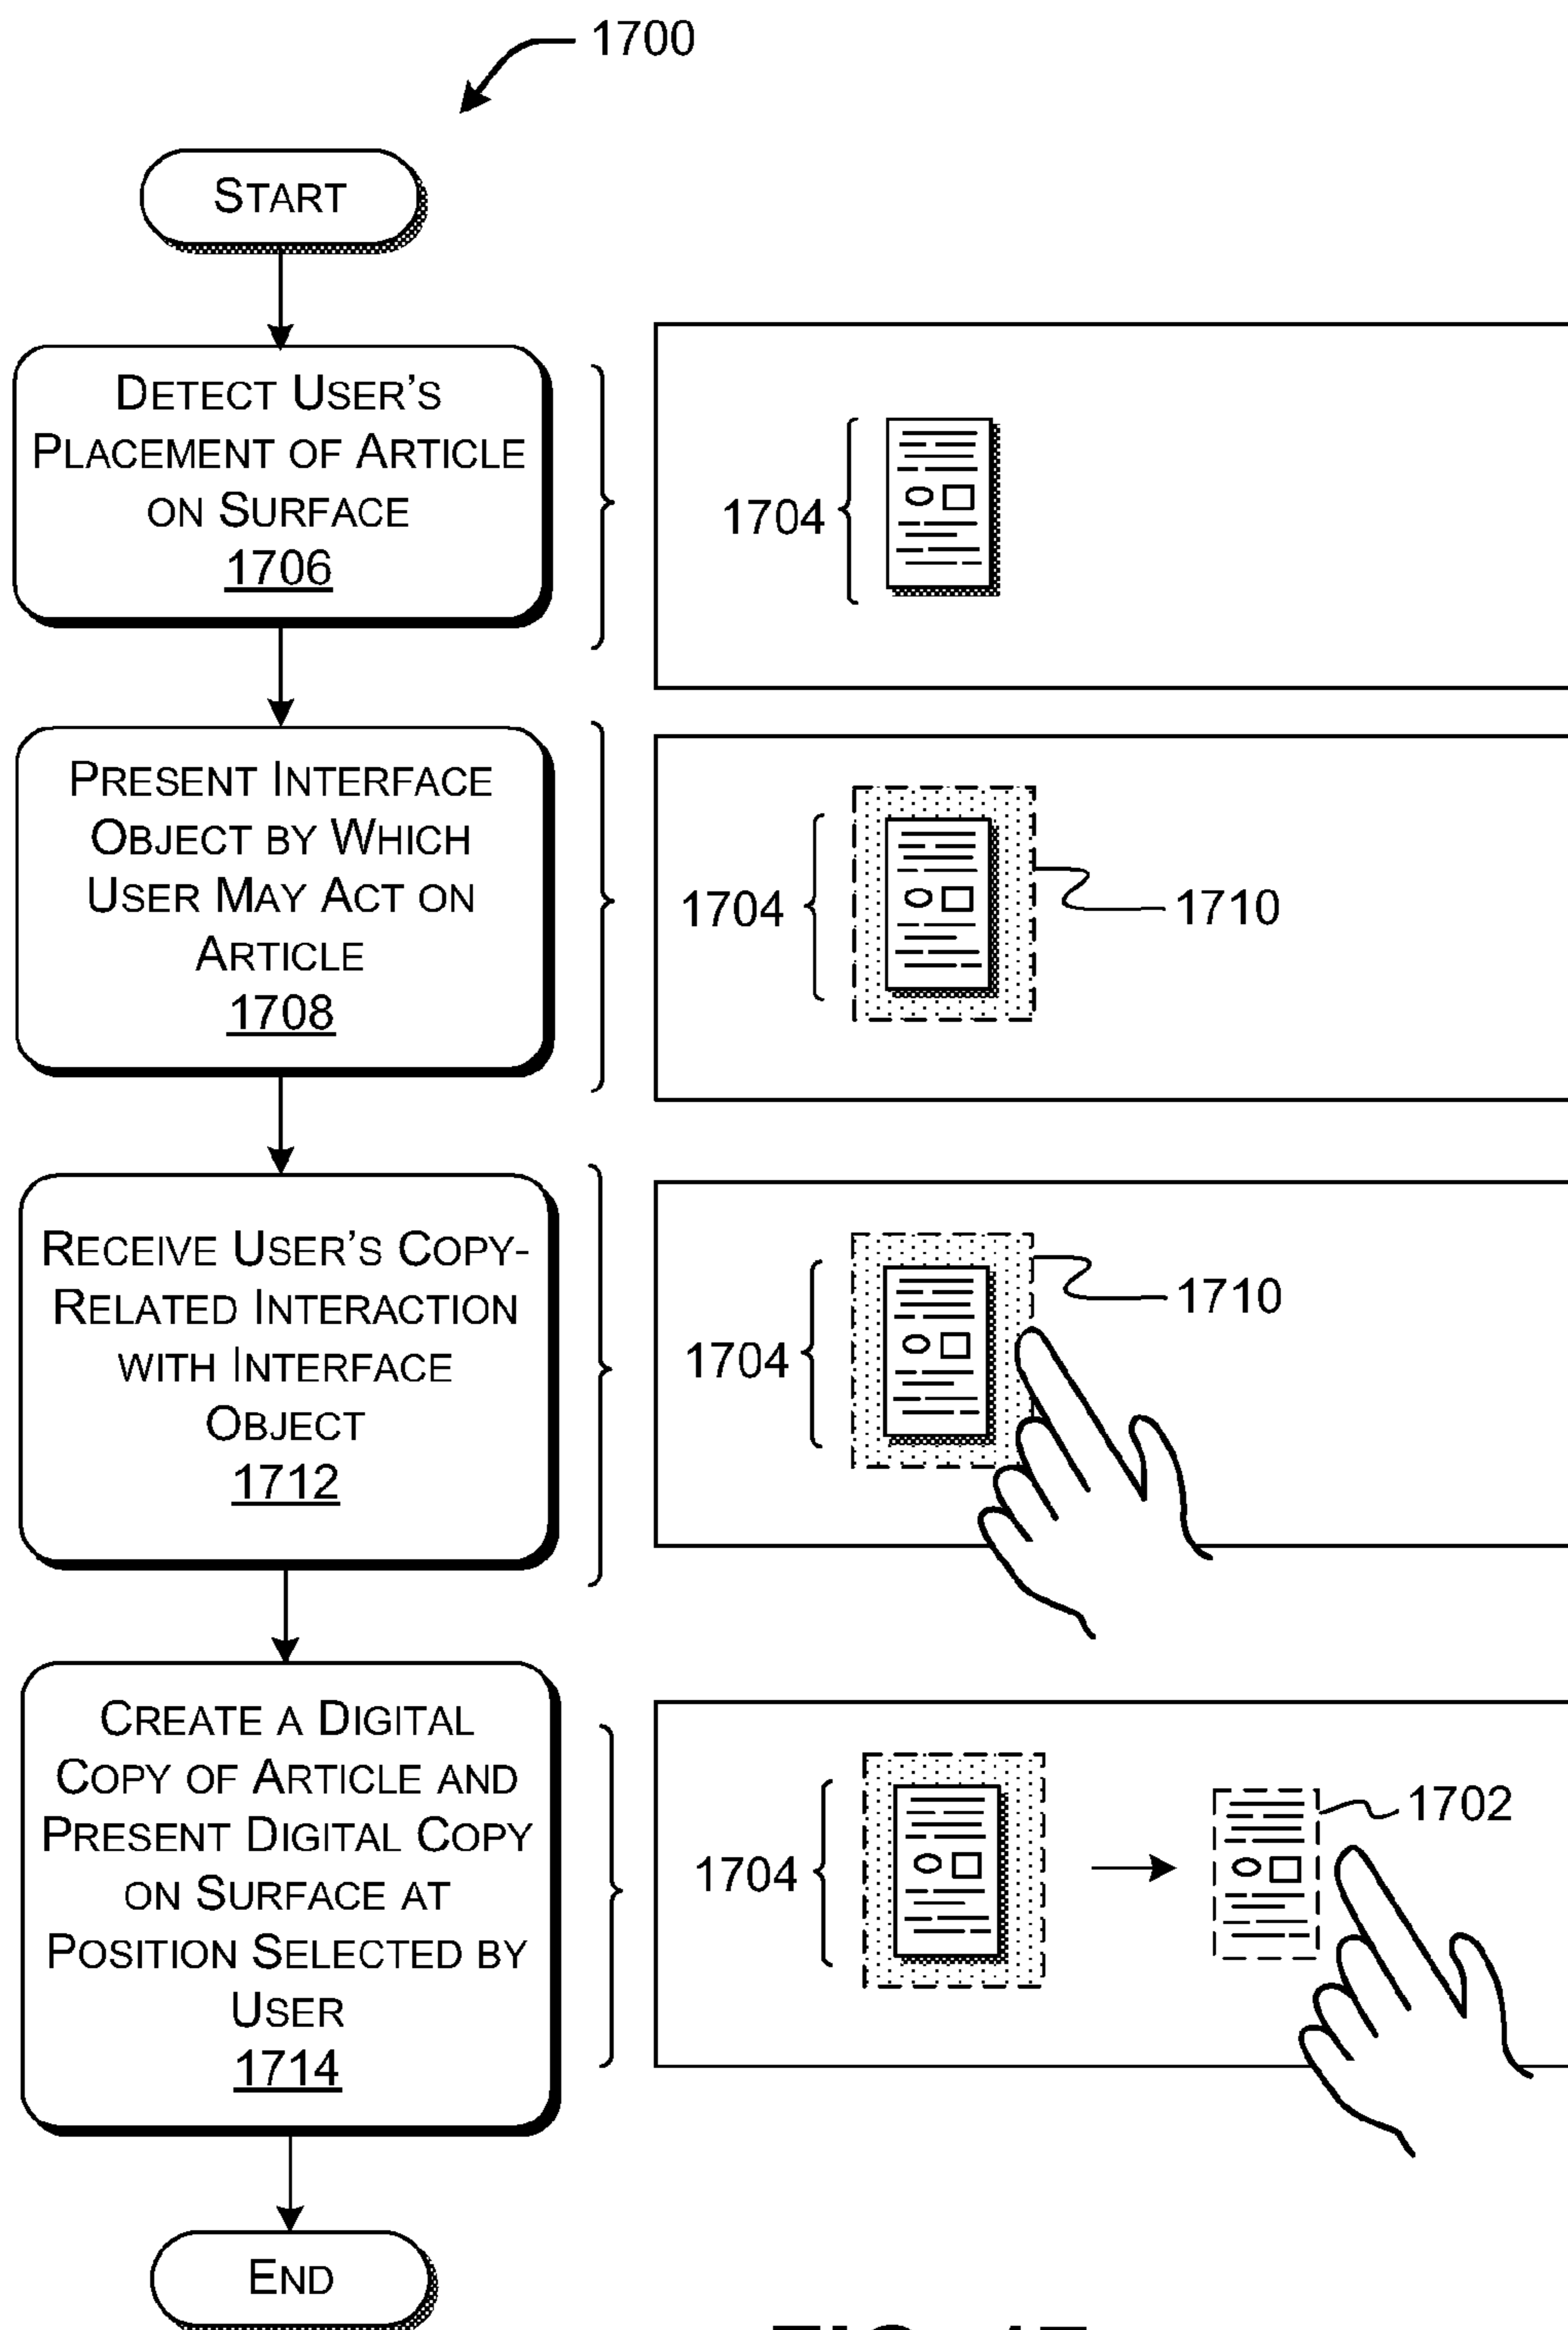 1700
START
DETECT USER'S
PLACEMENT OF ARTICLE
ON SURFACE
1706
1704
PRESENT INTERFACE
OBJECT BY WHICH
USER MAY ACT ON
ARTICLE
1708
1704
1710
RECEIVE USER'S COPY-
RELATED INTERACTION
WITH INTERFACE
OBJECT
1712
1704
1710
CREATE A DIGITAL
COPY OF ARTICLE AND
PRESENT DIGITAL COPY
ON SURFACE AT
POSITION SELECTED BY
USER
1714
1704
1702
END